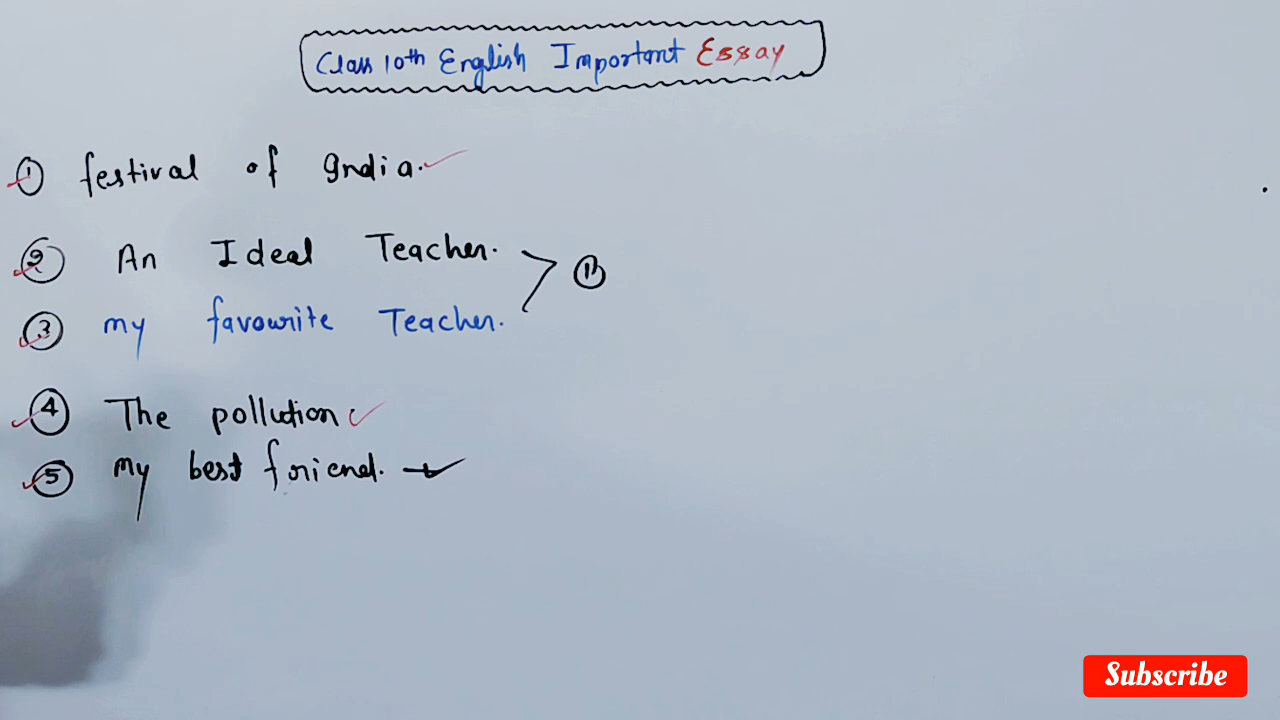 Class 10th English Important Essay
① festival of India.
② An Ideal Teacher.
①
③ my favourite Teacher.
④ The pollution
⑤ my best friend.
Subscribe